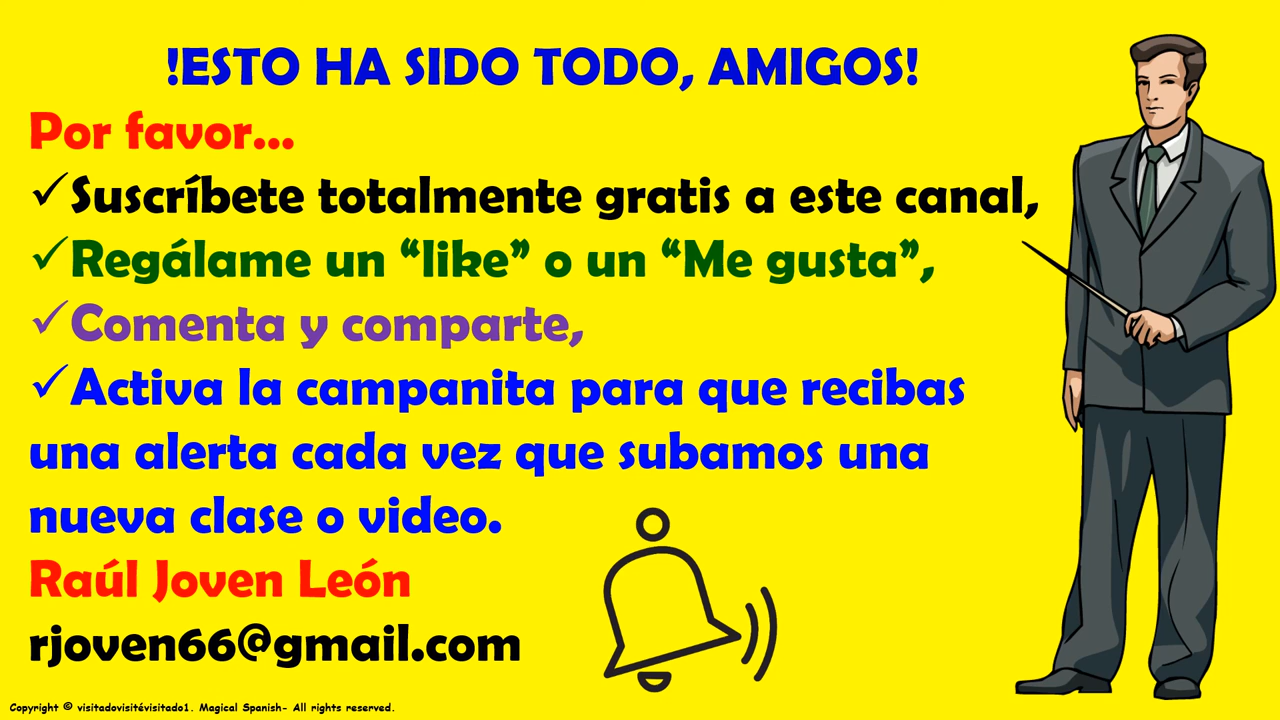 !ESTO HA SIDO TODO, AMIGOS!
Por favor...
✓Suscríbete totalmente gratis a este canal,
✓Regálame un “like” o un “Me gusta”,
✓Comenta y comparte,
✓Activa la campanita para que recibas
una alerta cada vez que subamos una
nueva clase o video.
Raúl Joven León
rjoven66@gmail.com
Copyright © visitadovisitévisitado1. Magical Spanish- All rights reserved.